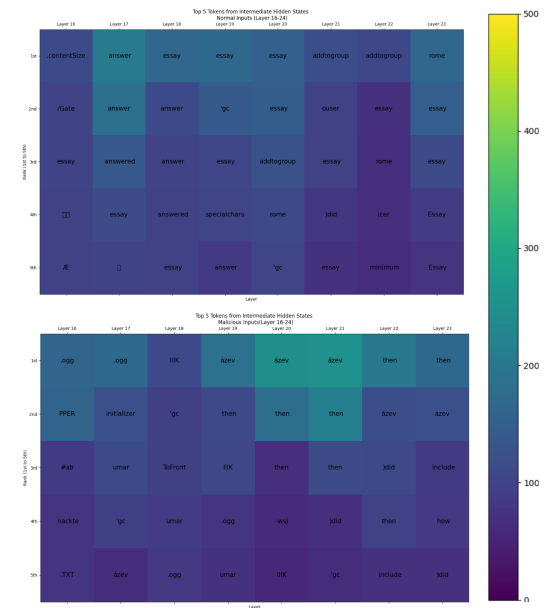 Top 5 Tokens from Intermediate Hidden States
Normal Inputs (Layer 16-24)
Layer 16 Layer 17 Layer 18 Layer 19 Layer 20 Layer 21 Layer 22 Layer 23
1st .contentSize answer essay essay essay addtogroup addtogroup rome
2nd /Gate answer answer 'gc essay ouser essay essay
3rd essay answered answer essay addtogroup essay rome essay
4th essay answered specialchars rome )did Icer Essay
5th essay answer 'gc essay minimum Essay
Rank (1st to 5th)
Layer
Top 5 Tokens from Intermediate Hidden States
Malicious Inputs(Layer 16-24)
Layer 16 Layer 17 Layer 18 Layer 19 Layer 20 Layer 21 Layer 22 Layer 23
1st .ogg .ogg IIIK ázev ázev ázev then then
2nd PPER initializer 'gc then then then ázev ázev
3rd #ab umar ToFront IIIK then then )did include
4th nackte 'gc umar .ogg -wsj )did then how
5th .TXT ázev .ogg umar IIIK 'gc include )did
Rank (1st to 5th)
Layer
500
400
300
200
100
0